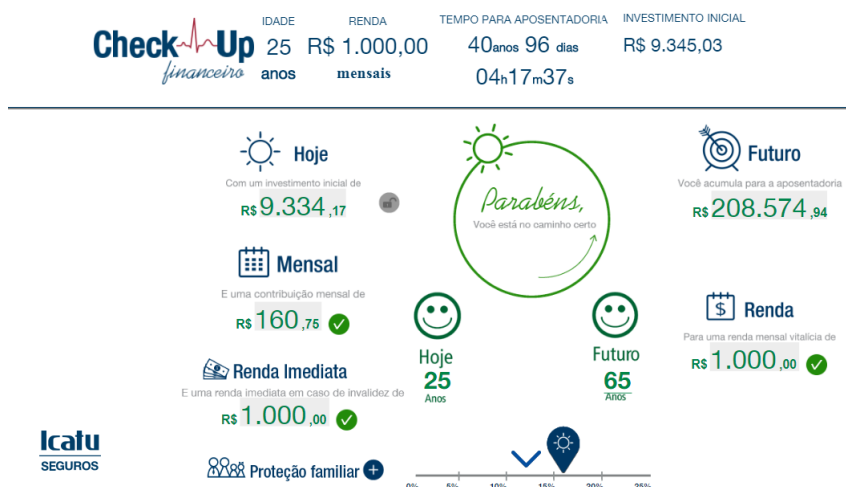 Check Up
financeiro
IDADE
25
anos
RENDA
R$ 1.000,00
mensais
TEMPO PARA APOSENTADORIA
40anos 96 dias
04h17m37s
INVESTIMENTO INICIAL
R$ 9.345,03
Hoje
Com um investimento inicial de
R$ 9.334 ,17
Mensal
E uma contribuição mensal de
R$ 160 ,75
Renda Imediata
E uma renda imediata em caso de invalidez de
R$ 1.000 ,00
Proteção familiar +
Parabéns,
Você está no caminho certo
Hoje
25
Anos
Futuro
65
Anos
0% 5% 10% 15% 20% 25%
Futuro
Você acumula para a aposentadoria
R$ 208.574 ,94
$ Renda
Para uma renda mensal vitalícia de
R$ 1.000 ,00
Icatu
SEGUROS